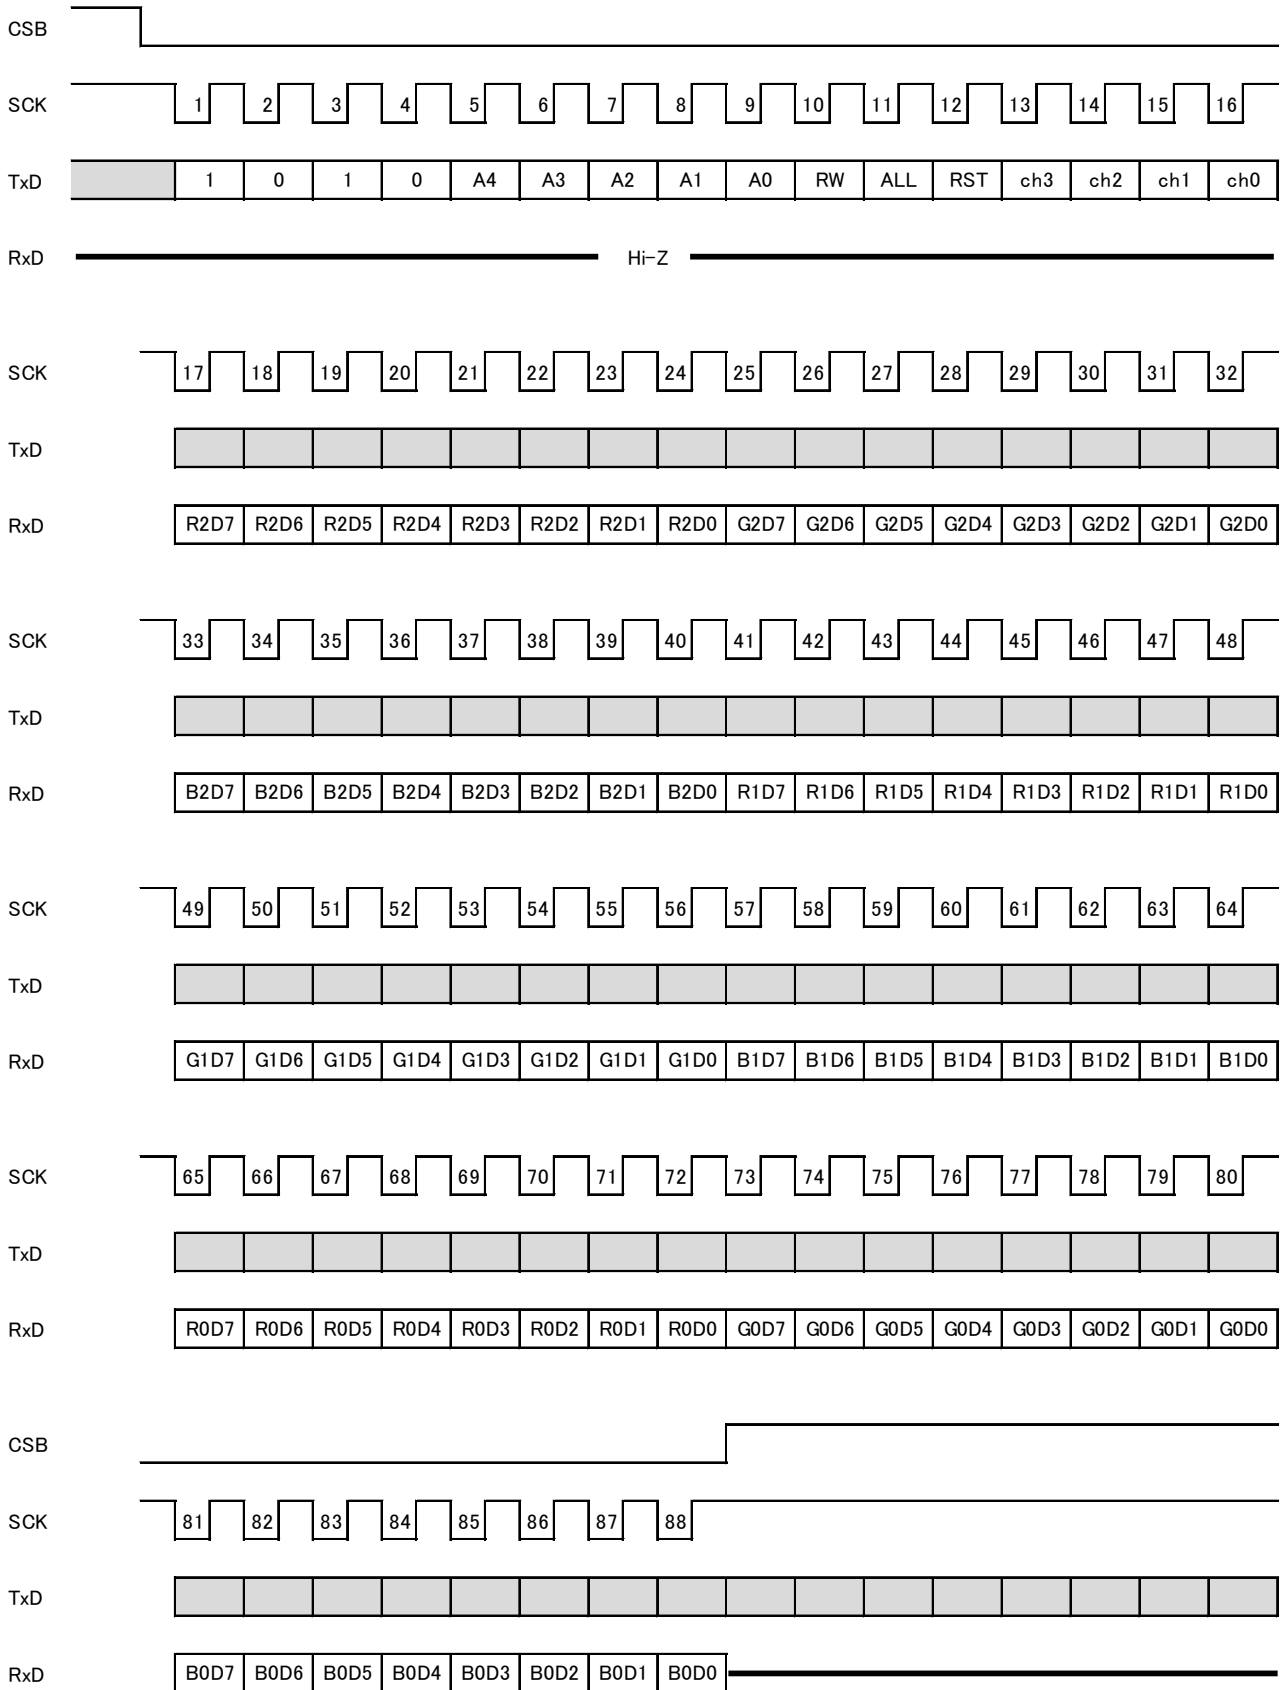 CSB
SCK 1 2 3 4 5 6 7 8 9 10 11 12 13 14 15 16
TxD 1 0 1 0 A4 A3 A2 A1 A0 RW ALL RST ch3 ch2 ch1 ch0
RxD Hi-Z
SCK 17 18 19 20 21 22 23 24 25 26 27 28 29 30 31 32
TxD
RxD R2D7 R2D6 R2D5 R2D4 R2D3 R2D2 R2D1 R2D0 G2D7 G2D6 G2D5 G2D4 G2D3 G2D2 G2D1 G2D0
SCK 33 34 35 36 37 38 39 40 41 42 43 44 45 46 47 48
TxD
RxD B2D7 B2D6 B2D5 B2D4 B2D3 B2D2 B2D1 B2D0 R1D7 R1D6 R1D5 R1D4 R1D3 R1D2 R1D1 R1D0
SCK 49 50 51 52 53 54 55 56 57 58 59 60 61 62 63 64
TxD
RxD G1D7 G1D6 G1D5 G1D4 G1D3 G1D2 G1D1 G1D0 B1D7 B1D6 B1D5 B1D4 B1D3 B1D2 B1D1 B1D0
SCK 65 66 67 68 69 70 71 72 73 74 75 76 77 78 79 80
TxD
RxD R0D7 R0D6 R0D5 R0D4 R0D3 R0D2 R0D1 R0D0 G0D7 G0D6 G0D5 G0D4 G0D3 G0D2 G0D1 G0D0
CSB
SCK 81 82 83 84 85 86 87 88
TxD
RxD B0D7 B0D6 B0D5 B0D4 B0D3 B0D2 B0D1 B0D0